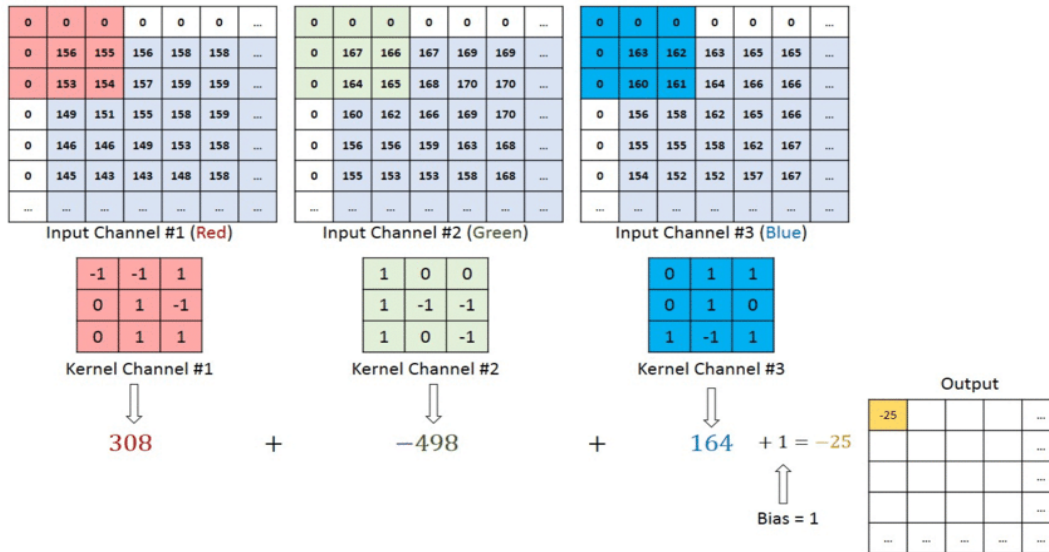 0 0 0 0 0 0 ...
0 156 155 156 158 158 ...
0 153 154 157 159 159 ...
0 149 151 155 158 159 ...
0 146 146 149 153 158 ...
0 145 143 143 148 158 ...
... ... ... ... ... ... ...
Input Channel #1 (Red)
0 0 0 0 0 0 ...
0 167 166 167 169 169 ...
0 164 165 168 170 170 ...
0 160 162 166 169 170 ...
0 156 156 159 163 168 ...
0 155 153 153 158 168 ...
... ... ... ... ... ... ...
Input Channel #2 (Green)
0 0 0 0 0 0 ...
0 163 162 163 165 165 ...
0 160 161 164 166 166 ...
0 156 158 162 165 166 ...
0 155 155 158 162 167 ...
0 154 152 152 157 167 ...
... ... ... ... ... ... ...
Input Channel #3 (Blue)
-1 -1 1
0 1 -1
0 1 1
Kernel Channel #1
1 0 0
1 -1 -1
1 0 -1
Kernel Channel #2
0 1 1
0 1 0
1 -1 1
Kernel Channel #3
308 + −498 + 164 + 1 = −25
Bias = 1
Output
-25 ...
...
...
...
... ... ... ... ...